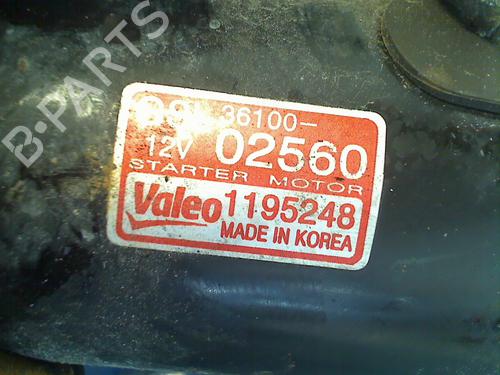 B-PARTS
36100-
12V 02560
STARTER MOTOR
Valeo 1195248
MADE IN KOREA